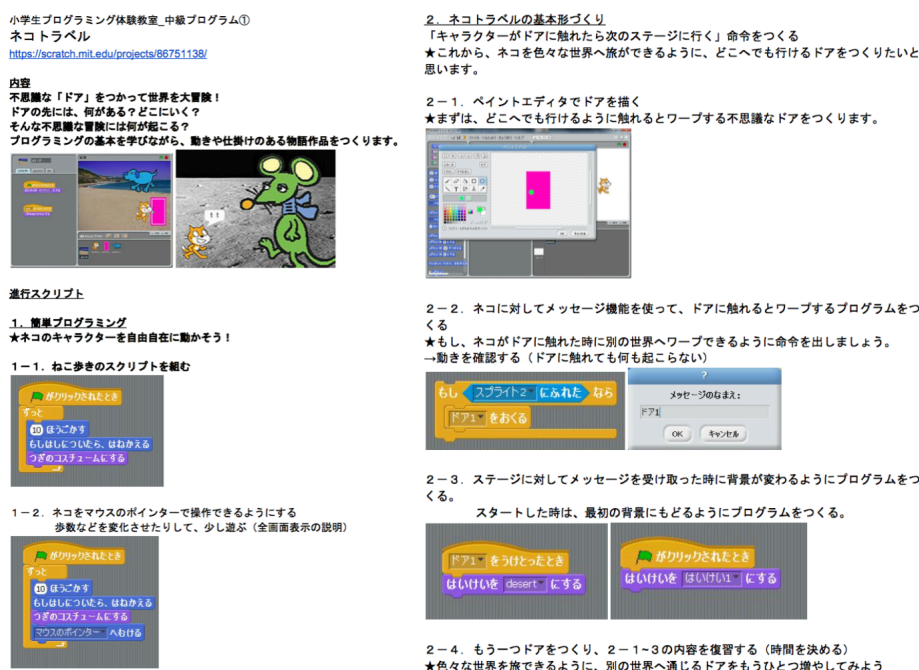 小学生プログラミング体験教室_中級プログラム①
ネコトラベル
https://scratch.mit.edu/projects/86751138/
内容
不思議な「ドア」をつかって世界を大冒険！
ドアの先には、何がある？どこにいく？
そんな不思議な冒険には何が起こる？
プログラミングの基本を学びながら、動きや仕掛けのある物語作品をつくります。
！！
進行スクリプト
１．簡単プログラミング
★ネコのキャラクターを自由自在に動かそう！
１－１．ねこ歩きのスクリプトを組む
がクリックされたとき
ずっと
10 ほうごかす
もしはしについたら、はねかえる
つぎのコスチュームにする
１－２．ネコをマウスのポインターで操作できるようにする
歩数などを変化させたりして、少し遊ぶ（全画面表示の説明）
がクリックされたとき
ずっと
10 ほうごかす
もしはしについたら、はねかえる
つぎのコスチュームにする
マウスのポインター へむける
２．ネコトラベルの基本形づくり
「キャラクターがドアに触れたら次のステージに行く」命令をつくる
★これから、ネコを色々な世界へ旅ができるように、どこへでも行けるドアをつくりたいと
思います。
２－１．ペイントエディタでドアを描く
★まずは、どこへでも行けるように触れるとワープする不思議なドアをつくります。
２－２．ネコに対してメッセージ機能を使って、ドアに触れるとワープするプログラムをつ
くる
★もし、ネコがドアに触れた時に別の世界へワープできるように命令を出しましょう。
→動きを確認する（ドアに触れても何も起こらない）
もし スプライト2 にふれた なら
ドア1 をおくる
?
メッセージのなまえ：
ドア1
OK キャンセル
２－３．ステージに対してメッセージを受け取った時に背景が変わるようにプログラムをつ
くる。
スタートした時は、最初の背景にもどるようにプログラムをつくる。
ドア1 をうけとったとき
はいけいを desert にする
がクリックされたとき
はいけいを はいけい1 にする
２－４．もう一つドアをつくり、２－１~３の内容を復習する（時間を決める）
★色々な世界を旅できるように、別の世界へ通じるドアをもうひとつ増やしてみよう